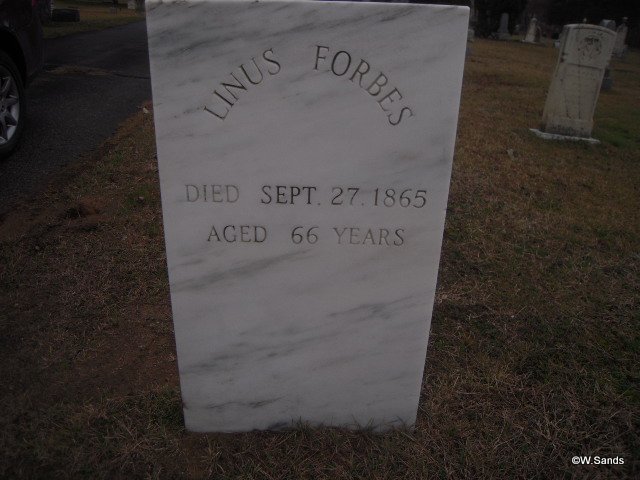 LINUS FORBES
DIED SEPT. 27. 1865
AGED 66 YEARS
©W.Sands